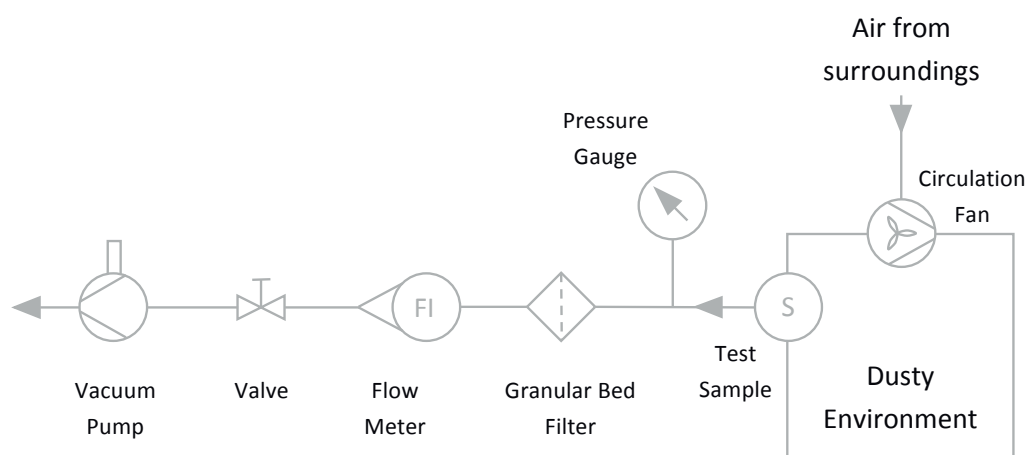 Air from
surroundings
Pressure
Gauge
Circulation
Fan
FI
S
Vacuum
Pump
Valve
Flow
Meter
Granular Bed
Filter
Test
Sample
Dusty
Environment